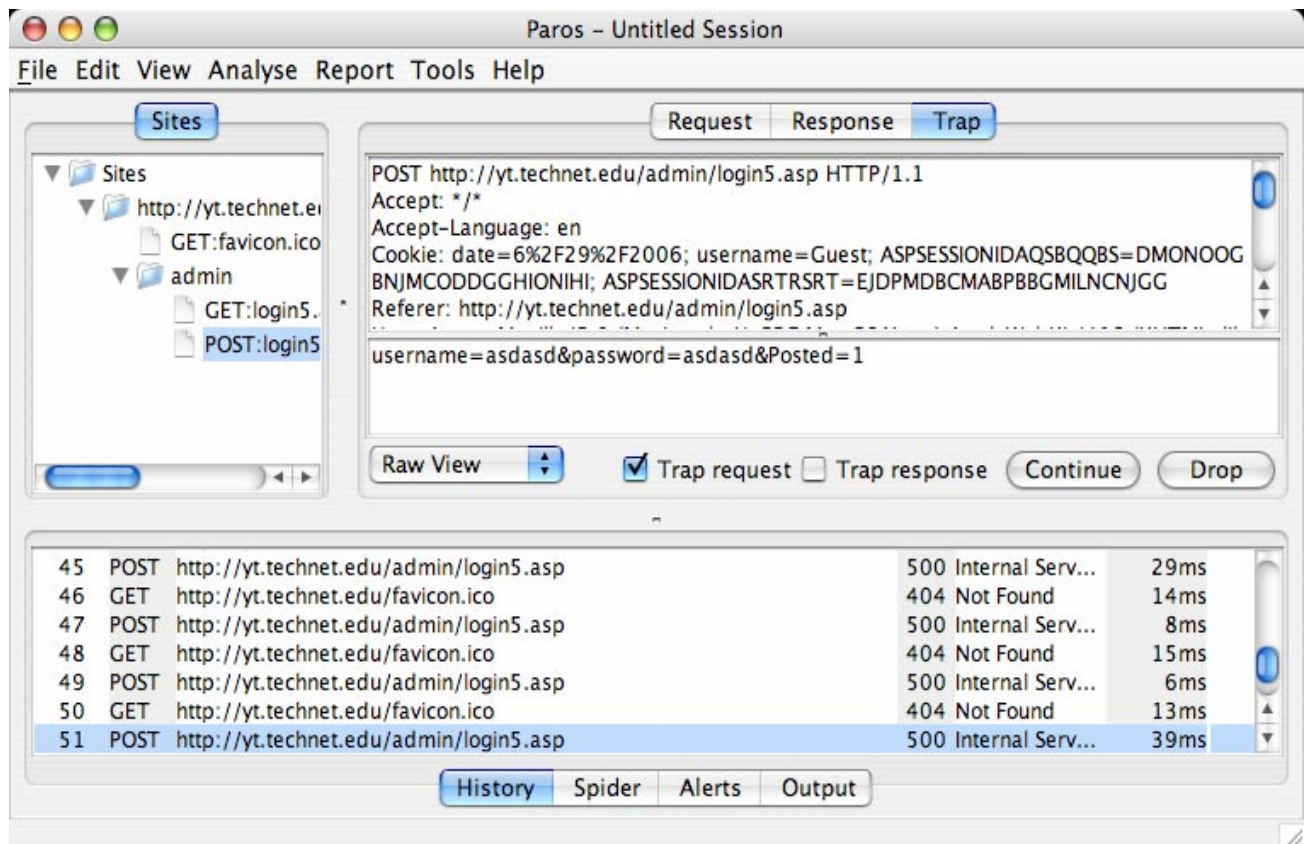 Paros – Untitled Session
File Edit View Analyse Report Tools Help
Sites
Request Response Trap
Sites
http://yt.technet.e
GET:favicon.ico
admin
GET:login5.
POST:login5
POST http://yt.technet.edu/admin/login5.asp HTTP/1.1
Accept: */*
Accept-Language: en
Cookie: date=6%2F29%2F2006; username=Guest; ASPSESSIONIDAQSBQQBS=DMONOOG
BNJMCODDGGHIONIHI; ASPSESSIONIDASRTRSRT=EJDPMDBCMABPBBGMILNCNJGG
Referer: http://yt.technet.edu/admin/login5.asp
username=asdasd&password=asdasd&Posted=1
Raw View Trap request Trap response Continue Drop
45 POST http://yt.technet.edu/admin/login5.asp 500 Internal Serv... 29ms
46 GET http://yt.technet.edu/favicon.ico 404 Not Found 14ms
47 POST http://yt.technet.edu/admin/login5.asp 500 Internal Serv... 8ms
48 GET http://yt.technet.edu/favicon.ico 404 Not Found 15ms
49 POST http://yt.technet.edu/admin/login5.asp 500 Internal Serv... 6ms
50 GET http://yt.technet.edu/favicon.ico 404 Not Found 13ms
51 POST http://yt.technet.edu/admin/login5.asp 500 Internal Serv... 39ms
History Spider Alerts Output